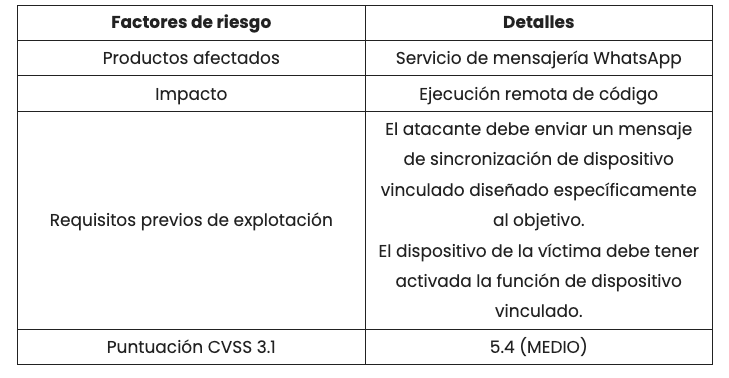 Factores de riesgo
Detalles
Productos afectados
Servicio de mensajería WhatsApp
Impacto
Ejecución remota de código
Requisitos previos de explotación
El atacante debe enviar un mensaje
de sincronización de dispositivo
vinculado diseñado específicamente
al objetivo.
El dispositivo de la víctima debe tener
activada la función de dispositivo
vinculado.
Puntuación CVSS 3.1
5.4 (MEDIO)